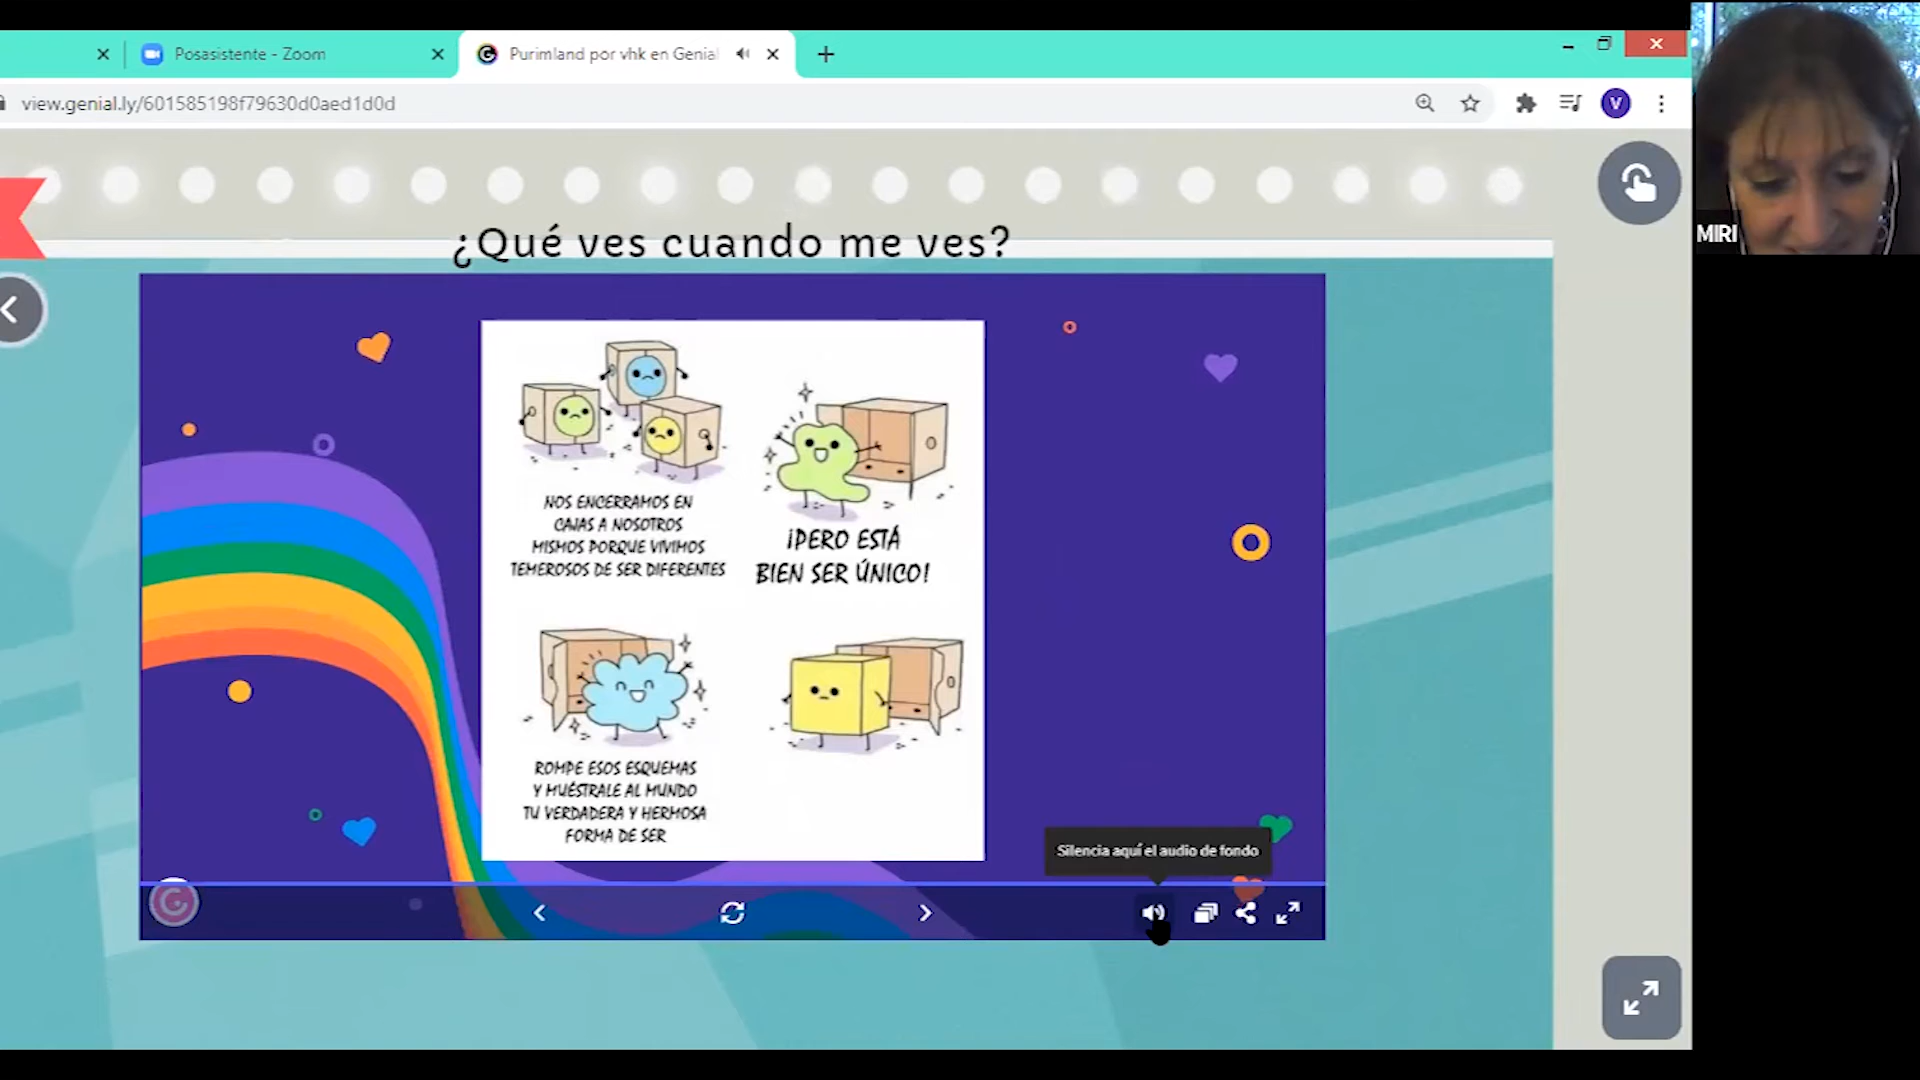 Posasistente - Zoom
Purimland por vhk en Genial
view.genial.ly/601585198f79630d0aed1d0d
V
MIRI
¿Qué ves cuando me ves?
NOS ENCERRAMOS EN
CAJAS A NOSOTROS
MISMOS PORQUE VIVIMOS
TEMEROSOS DE SER DIFERENTES
¡PERO ESTÁ
BIEN SER ÚNICO!
ROMPE ESOS ESQUEMAS
Y MUÉSTRALE AL MUNDO
TU VERDADERA Y HERMOSA
FORMA DE SER
Silencia aquí el audio de fondo